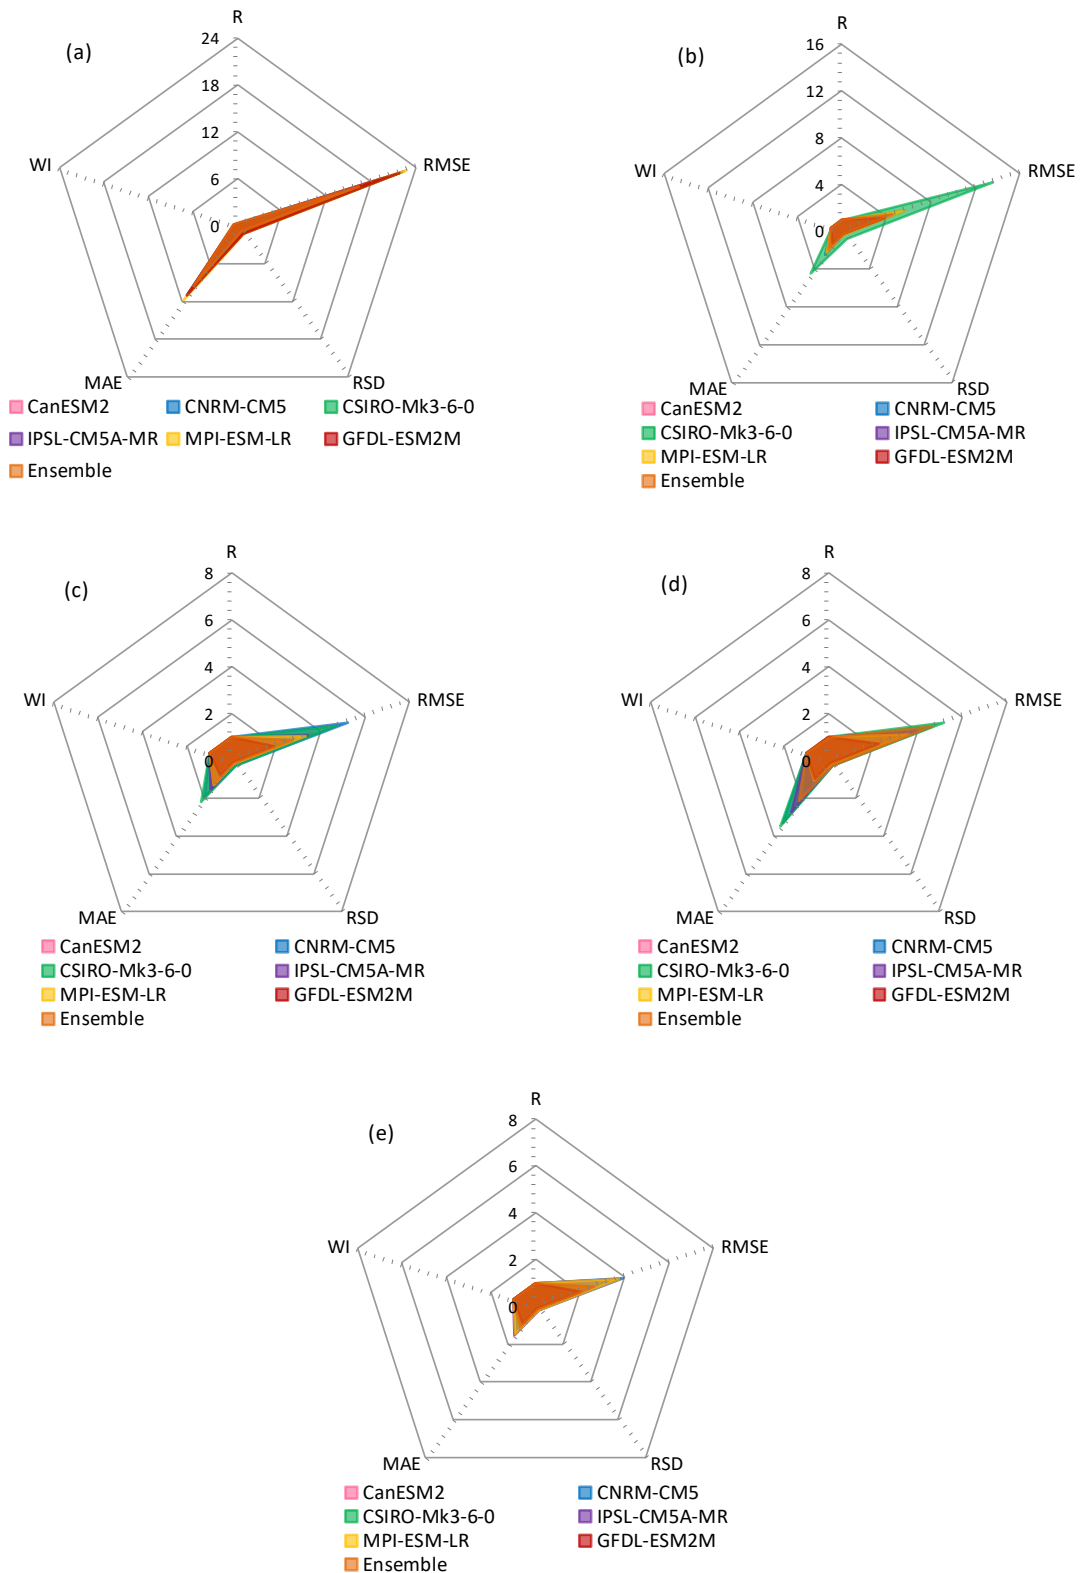 R
24
(a)
18
12
WI
RMSE
6
0
MAE
RSD
CanESM2 CNRM-CM5 CSIRO-Mk3-6-0
IPSL-CM5A-MR MPI-ESM-LR GFDL-ESM2M
Ensemble
R
16
(b)
12
8
WI
RMSE
4
0
MAE
RSD
CanESM2 CNRM-CM5
CSIRO-Mk3-6-0 IPSL-CM5A-MR
MPI-ESM-LR GFDL-ESM2M
Ensemble
R
8
(c)
6
4
WI
RMSE
2
0
MAE
RSD
CanESM2 CNRM-CM5
CSIRO-Mk3-6-0 IPSL-CM5A-MR
MPI-ESM-LR GFDL-ESM2M
Ensemble
R
8
(d)
6
4
WI
RMSE
2
0
MAE
RSD
CanESM2 CNRM-CM5
CSIRO-Mk3-6-0 IPSL-CM5A-MR
MPI-ESM-LR GFDL-ESM2M
Ensemble
R
8
(e)
6
4
WI
RMSE
2
0
MAE
RSD
CanESM2 CNRM-CM5
CSIRO-Mk3-6-0 IPSL-CM5A-MR
MPI-ESM-LR GFDL-ESM2M
Ensemble